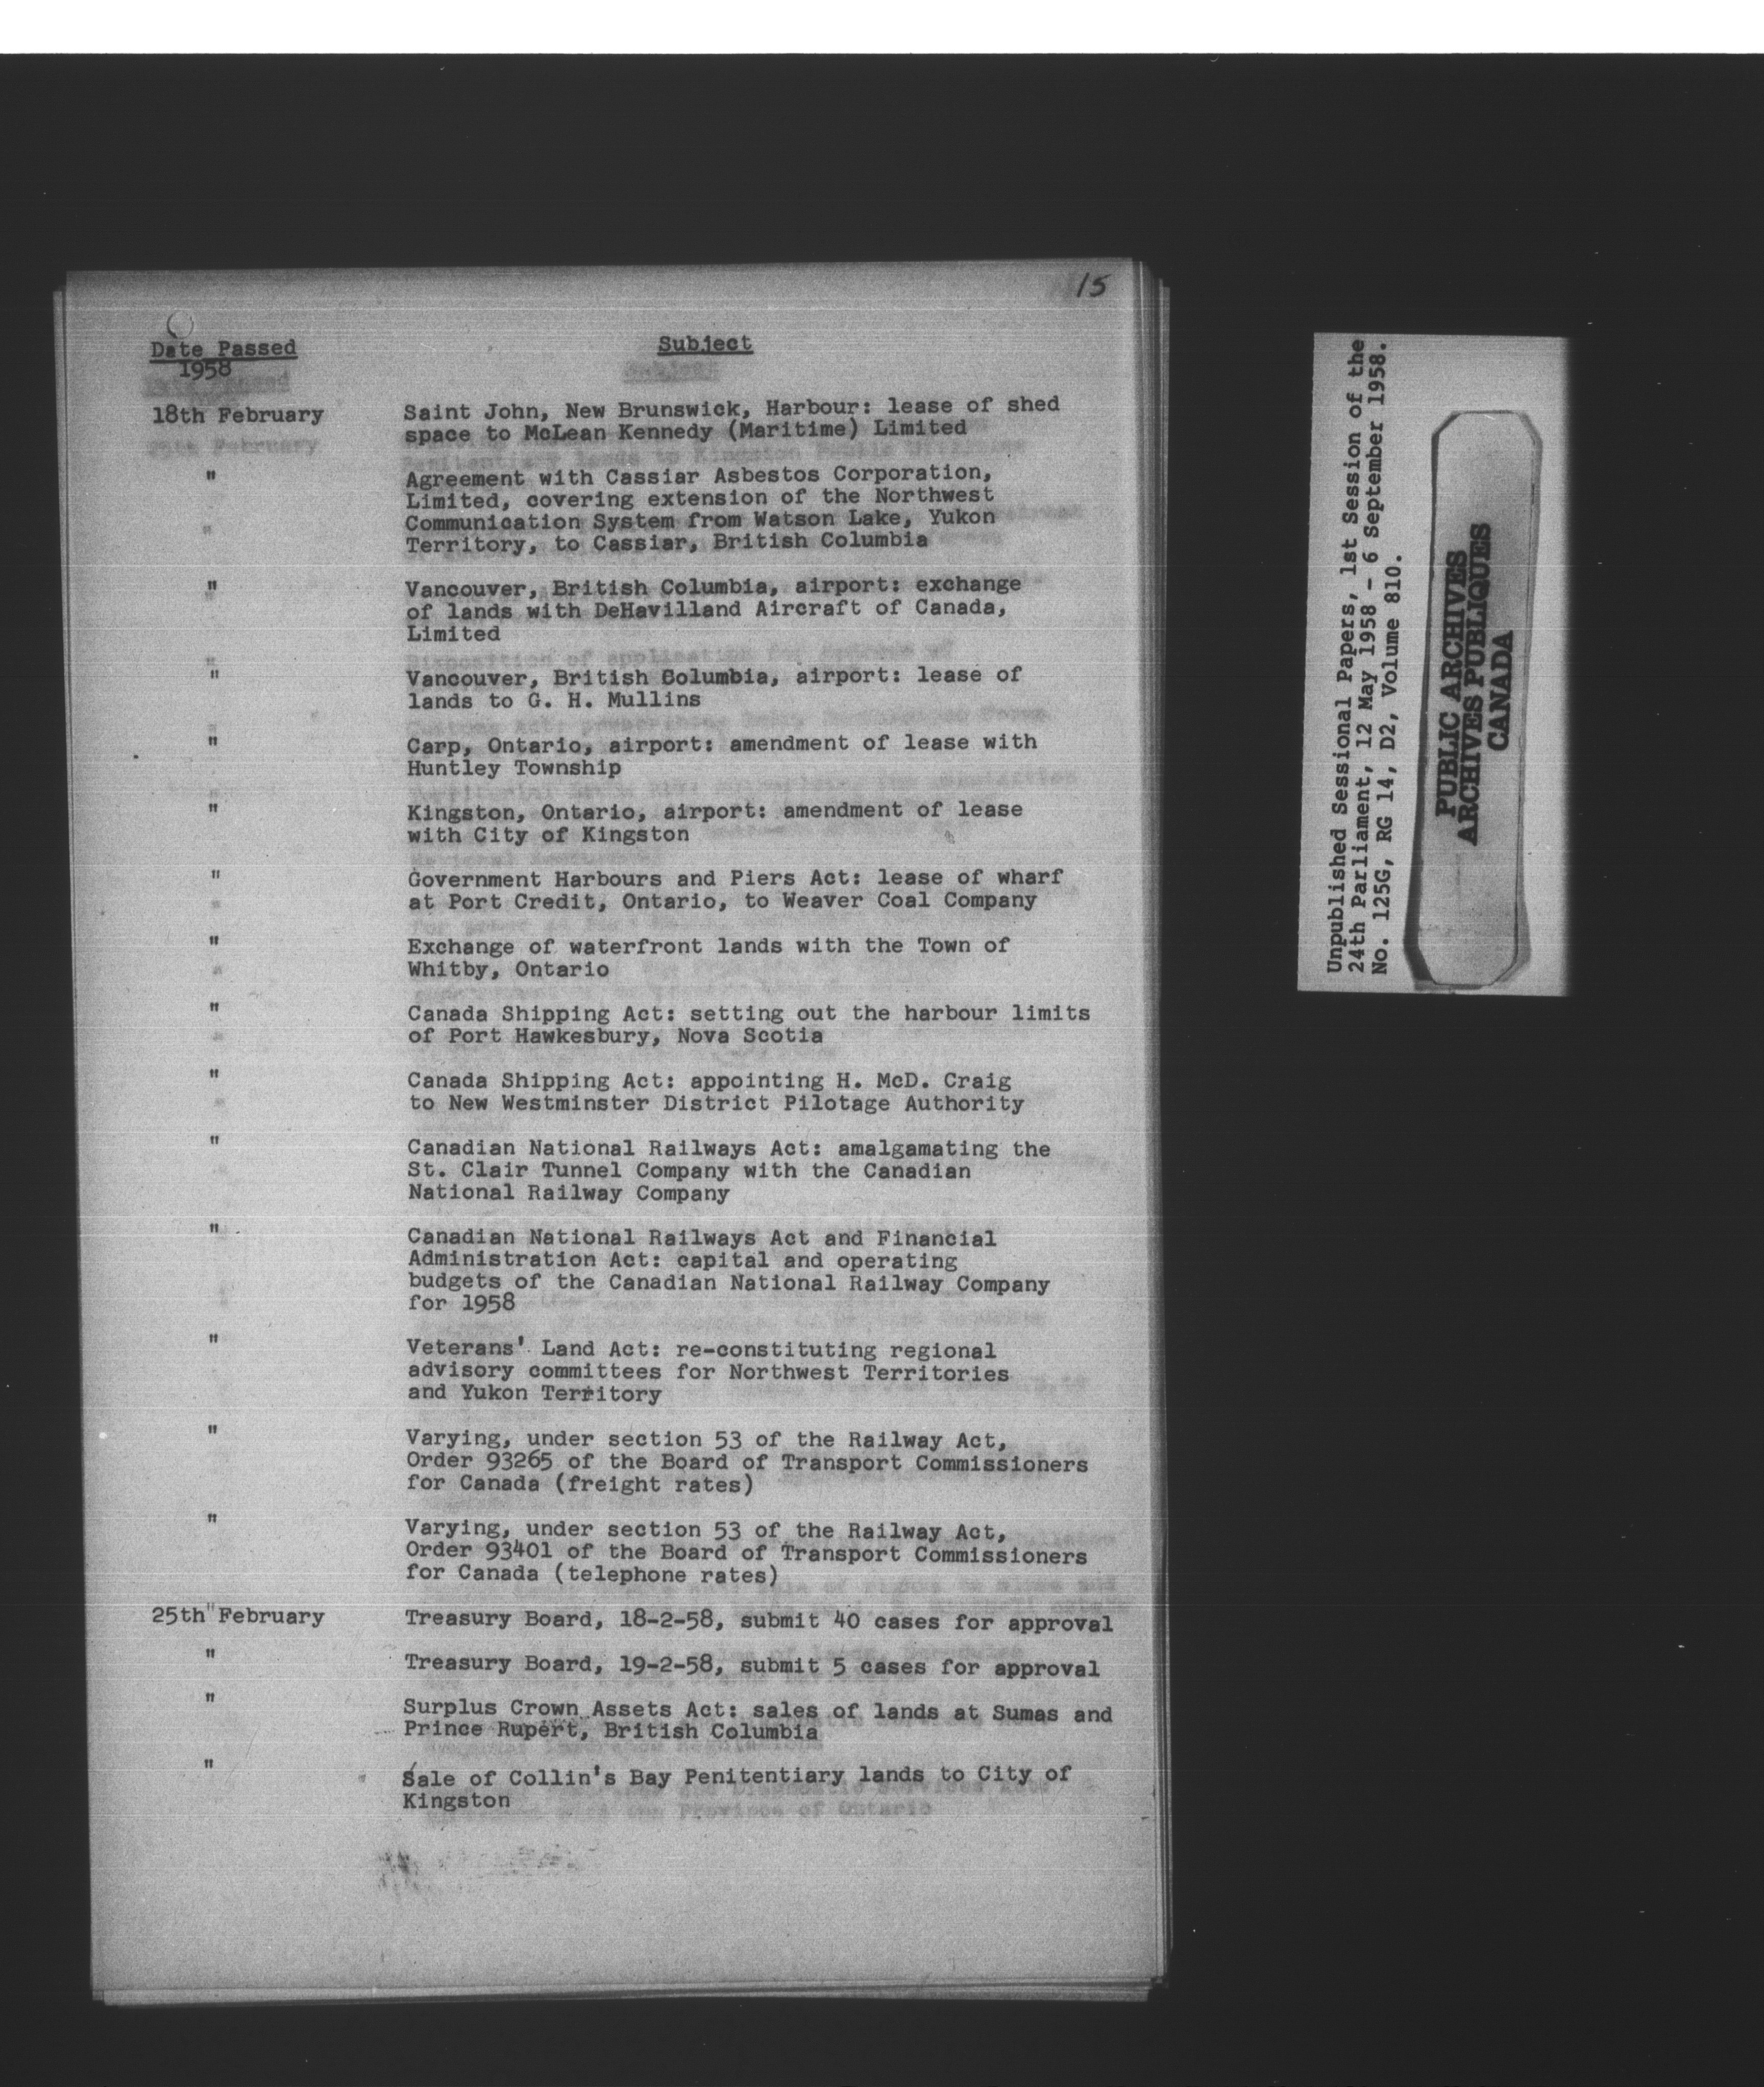 15
Date Passed
Subject
1958
18th February
Saint John, New Brunswick, Harbour: lease of shed
space to McLean Kennedy (Maritime) Limited
"
Agreement with Cassiar Asbestos Corporation,
Limited, covering extension of the Northwest
Communication System from Watson Lake, Yukon
Territory, to Cassiar, British Columbia
"
Vancouver, British Columbia, airport: exchange
of lands with DeHavilland Aircraft of Canada,
Limited
"
Vancouver, British Columbia, airport: lease of
lands to G. H. Mullins
"
Carp, Ontario, airport: amendment of lease with
Huntley Township
"
Kingston, Ontario, airport: amendment of lease
with City of Kingston
"
Government Harbours and Piers Act: lease of wharf
at Port Credit, Ontario, to Weaver Coal Company
"
Exchange of waterfront lands with the Town of
Whitby, Ontario
"
Canada Shipping Act: setting out the harbour limits
of Port Hawkesbury, Nova Scotia
"
Canada Shipping Act: appointing H. McD. Craig
to New Westminster District Pilotage Authority
"
Canadian National Railways Act: amalgamating the
St. Clair Tunnel Company with the Canadian
National Railway Company
"
Canadian National Railways Act and Financial
Administration Act: capital and operating
budgets of the Canadian National Railway Company
for 1958
"
Veterans' Land Act: re-constituting regional
advisory committees for Northwest Territories
and Yukon Territory
"
Varying, under section 53 of the Railway Act,
Order 93265 of the Board of Transport Commissioners
for Canada (freight rates)
"
Varying, under section 53 of the Railway Act,
Order 93401 of the Board of Transport Commissioners
for Canada (telephone rates)
25th February
Treasury Board, 18-2-58, submit 40 cases for approval
"
Treasury Board, 19-2-58, submit 5 cases for approval
"
Surplus Crown Assets Act: sales of lands at Sumas and
Prince Rupert, British Columbia
"
Sale of Collin's Bay Penitentiary lands to City of
Kingston
Unpublished Sessional Papers, 1st Session of the
24th Parliament, 12 May 1958 - 6 September 1958.
No. 125G, RG 14, D2, Volume 810.
PUBLIC ARCHIVES
ARCHIVES PUBLIQUES
CANADA